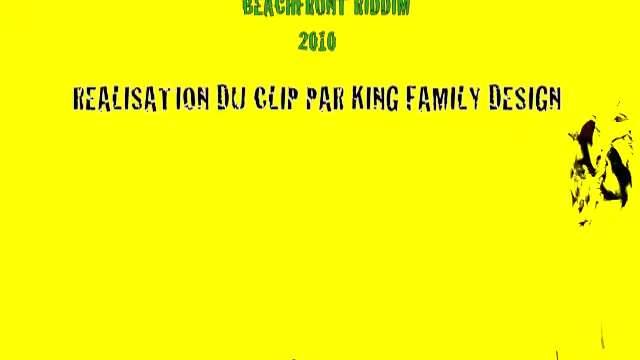 BEACHFRONT RIDDIM
2010
REALISATION DU CLIP PAR KING FAMILY DESIGN